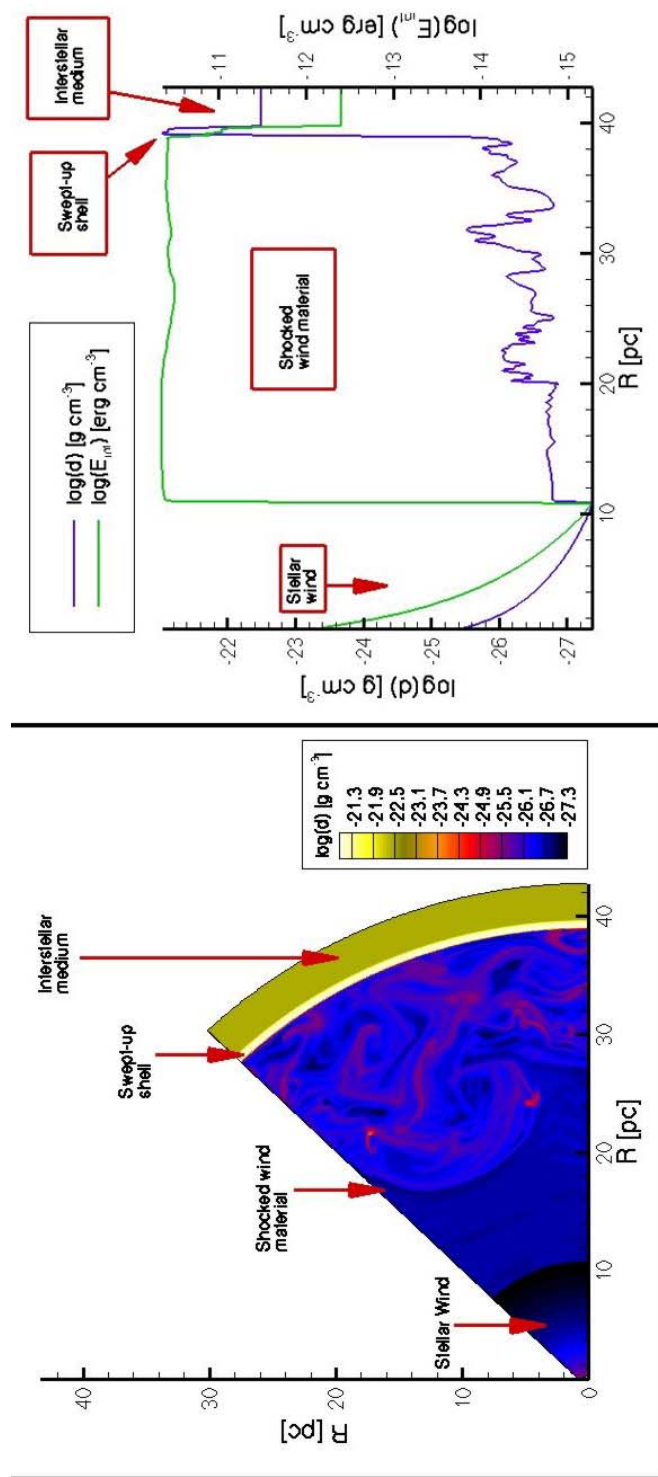 Interstellar
medium
Swept-up
shell
Shocked wind
material
Stellar Wind
R [pc]
40
30
20
10
0
10
20
30
40
R [pc]
log(d) [g cm⁻³]
-21.3
-21.9
-22.5
-23.1
-23.7
-24.3
-24.9
-25.5
-26.1
-26.7
-27.3
log(d) [g cm⁻³]
log(E_int) [erg cm⁻³]
Swept-up
shell
Interstellar
medium
Stellar
wind
Shocked
wind material
log(d) [g cm⁻³]
-22
-23
-24
-25
-26
-27
10
20
30
40
R [pc]
-11
-12
-13
-14
-15
log(E_int) [erg cm⁻³]